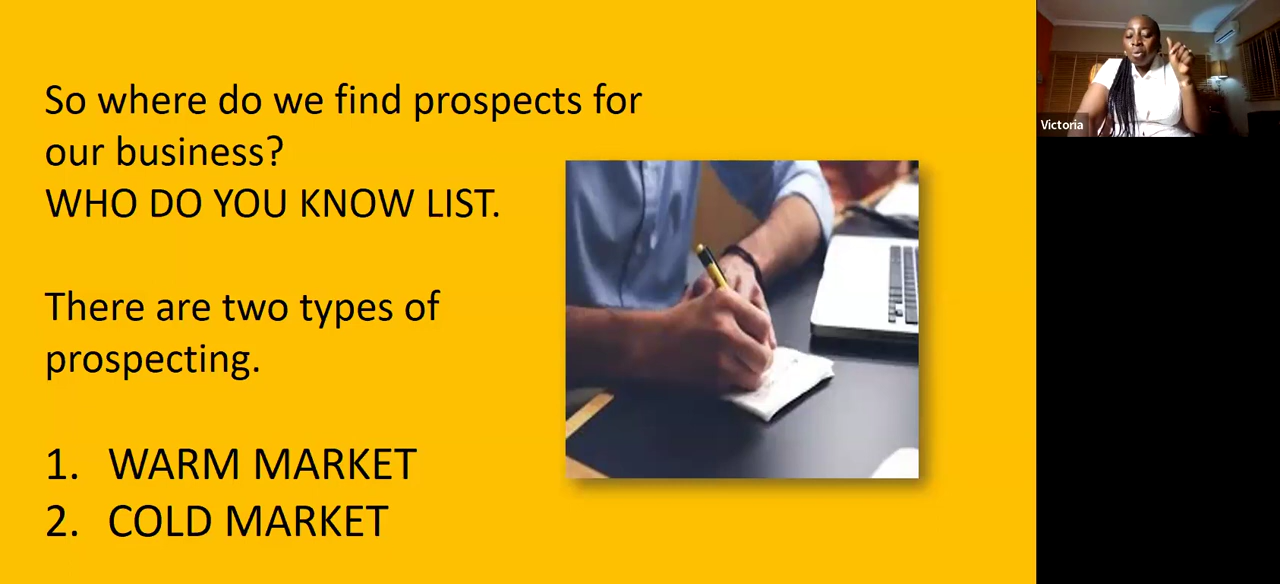 So where do we find prospects for
our business?
WHO DO YOU KNOW LIST.
There are two types of
prospecting.
1. WARM MARKET
2. COLD MARKET
Victoria